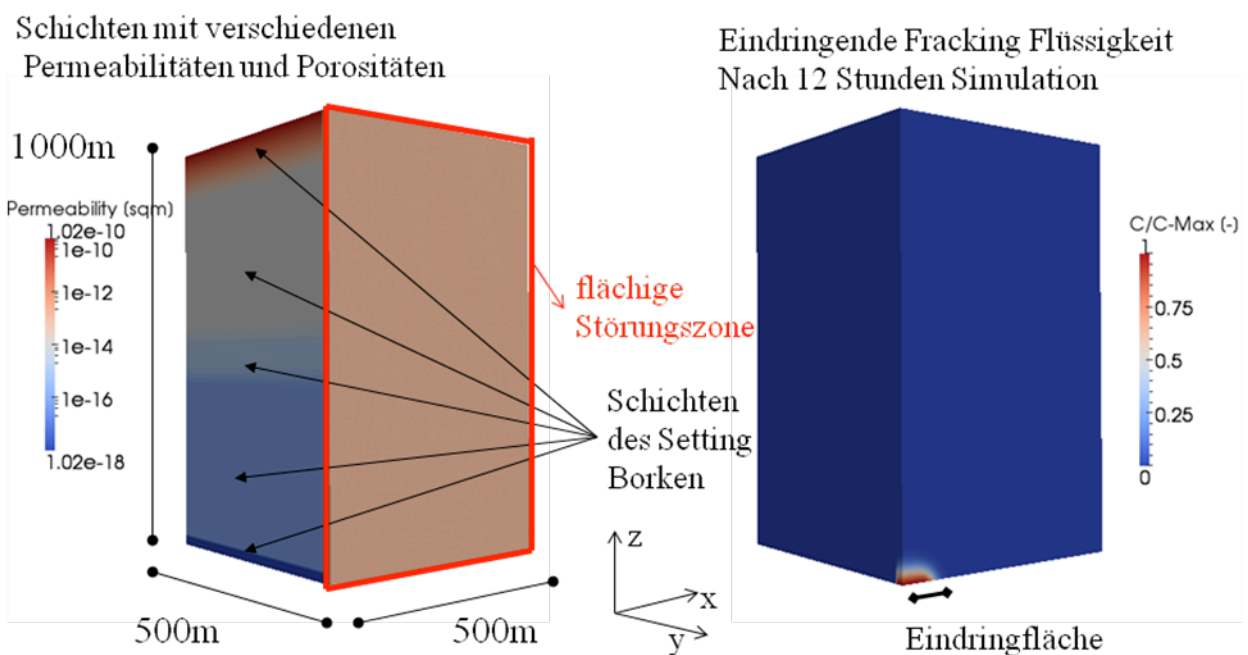 Schichten mit verschiedenen
Permeabilitäten und Porositäten
1000m
Permeability (sqm)
1.02e-10
1e-10
1e-12
1e-14
1e-16
1.02e-18
flächige
Störungszone
Schichten
des Setting
Borken
500m
500m
z
x
y
Eindringende Fracking Flüssigkeit
Nach 12 Stunden Simulation
C/C-Max (-)
1
0.75
0.5
0.25
0
Eindringfläche